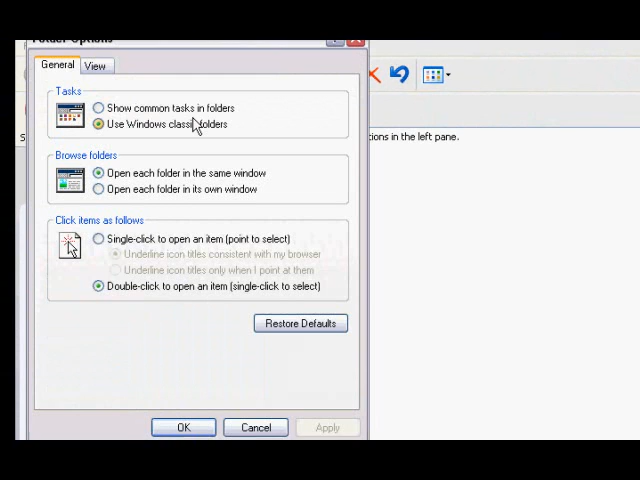 Folder Options
General View
Tasks
Show common tasks in folders
Use Windows classic folders
Browse folders
Open each folder in the same window
Open each folder in its own window
Click items as follows
Single-click to open an item (point to select)
Underline icon titles consistent with my browser
Underline icon titles only when I point at them
Double-click to open an item (single-click to select)
Restore Defaults
OK Cancel Apply
tions in the left pane.